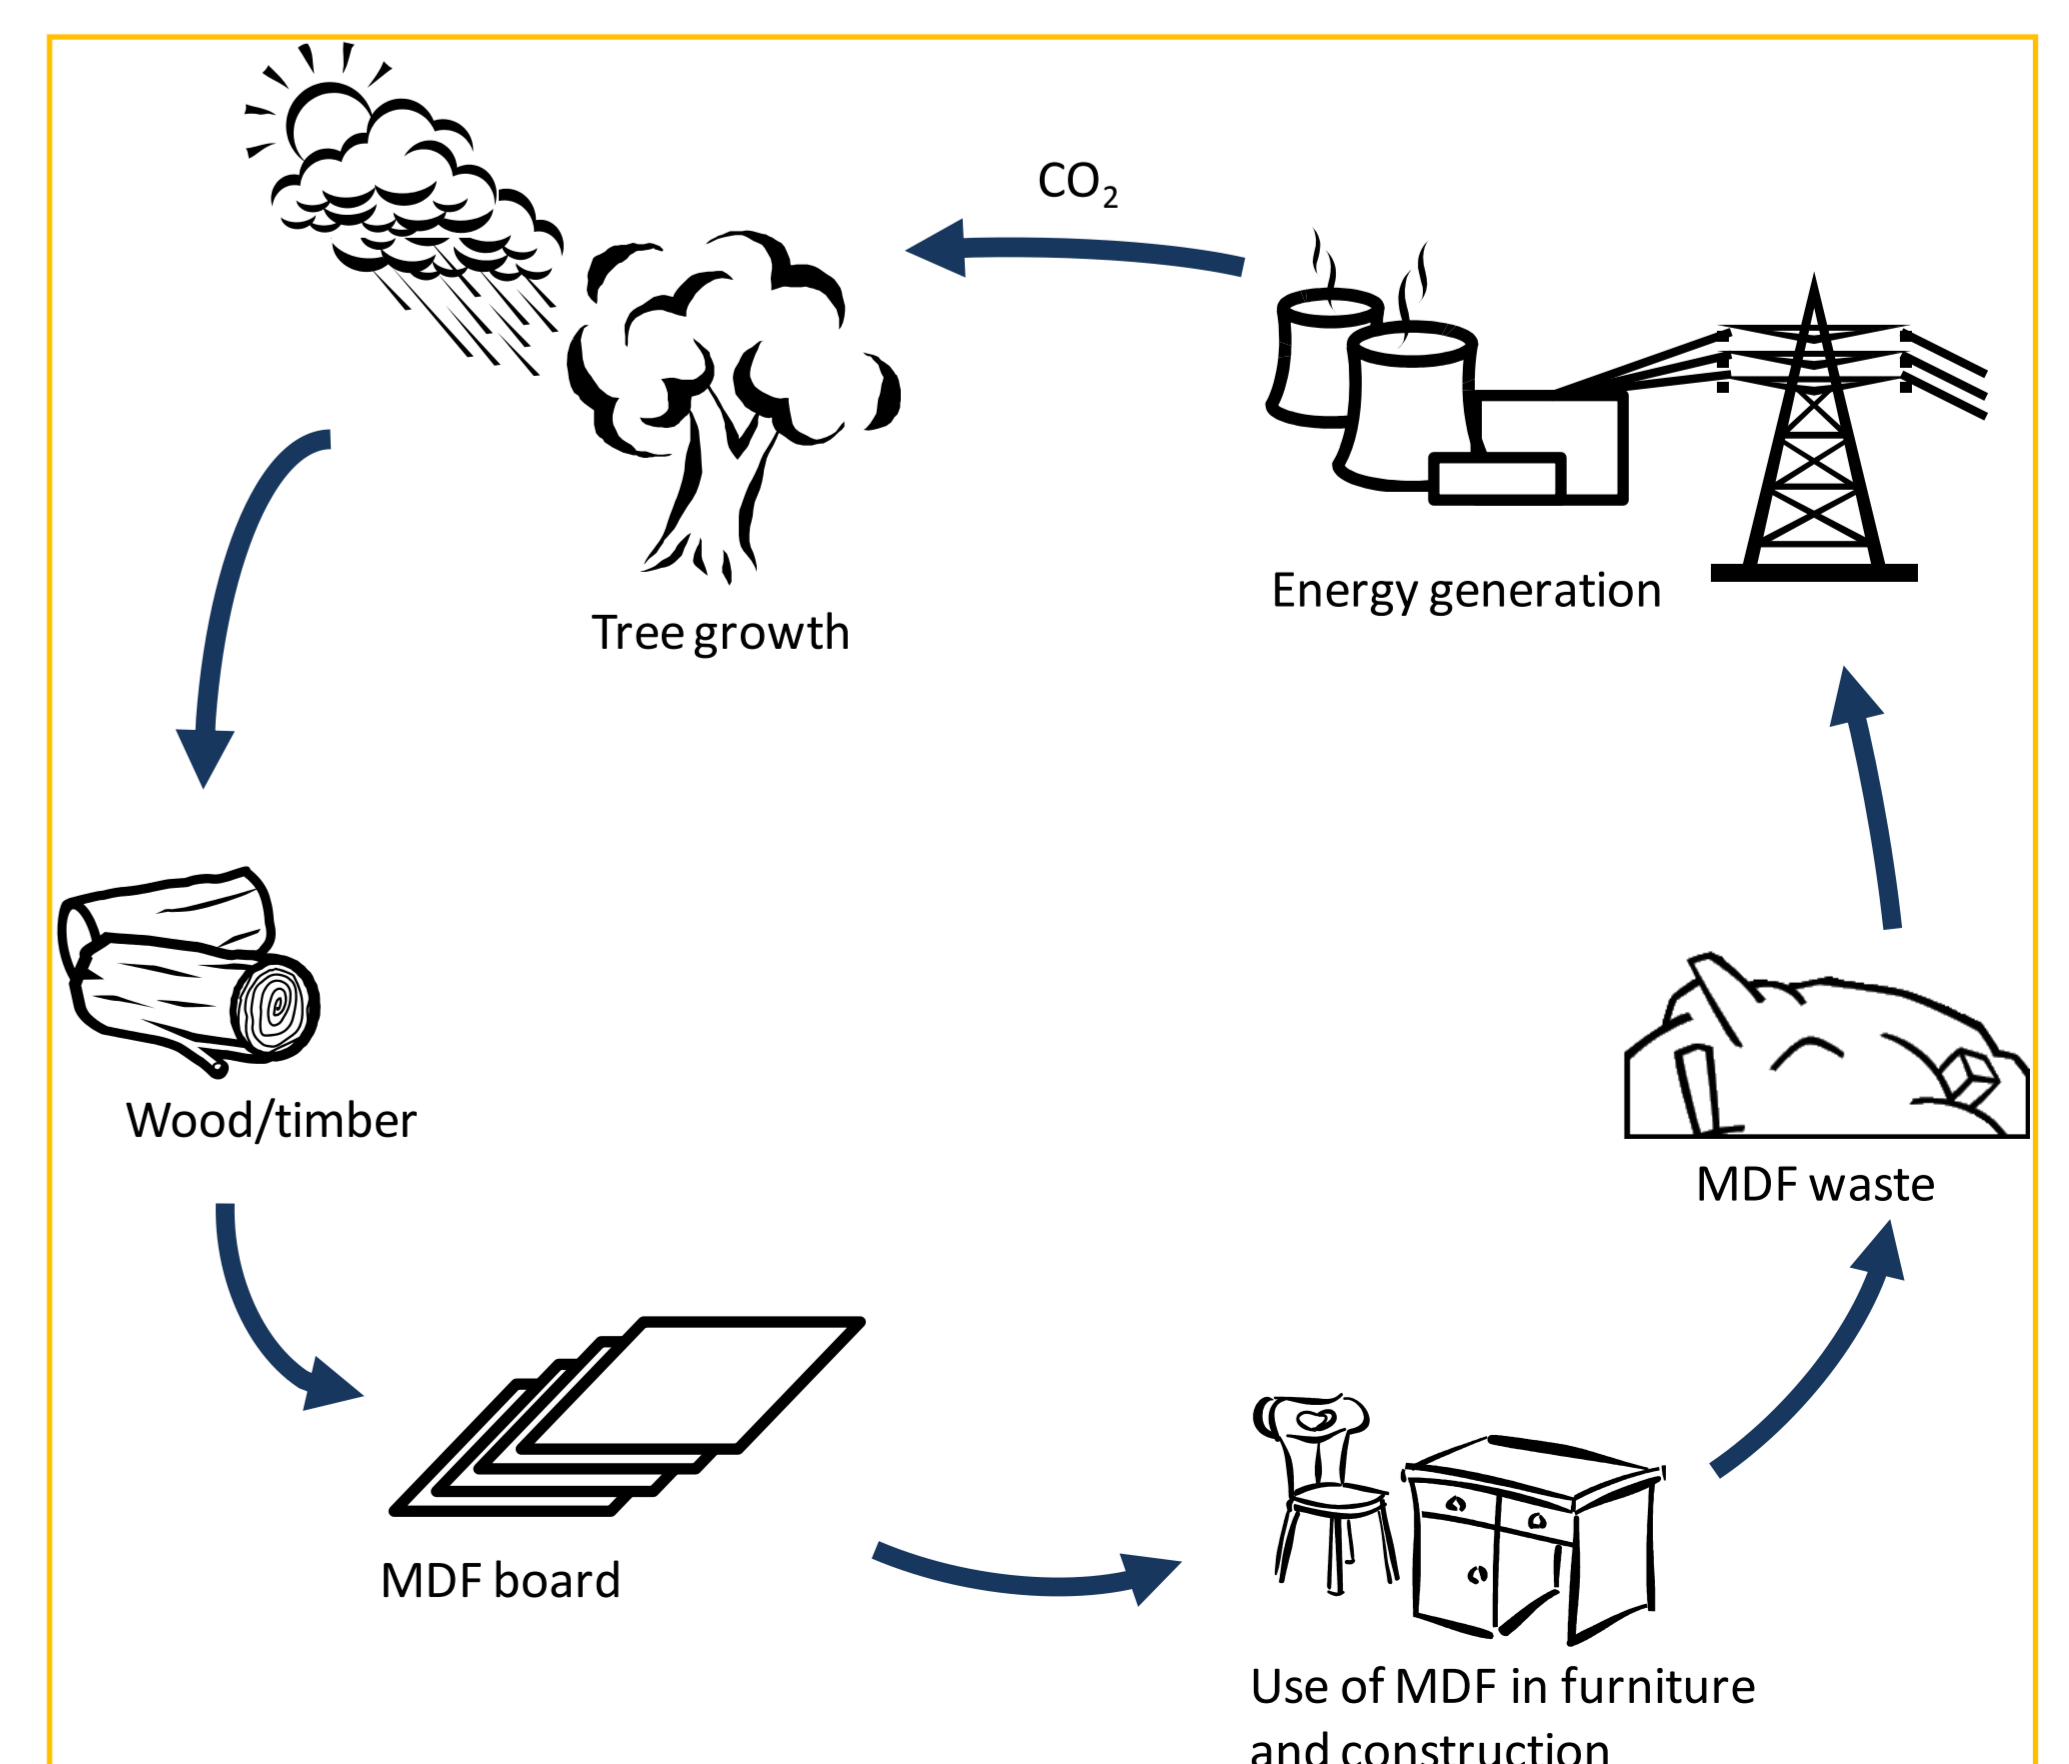 CO₂
Tree growth
Energy generation
Wood/timber
MDF waste
MDF board
Use of MDF in furniture
and construction